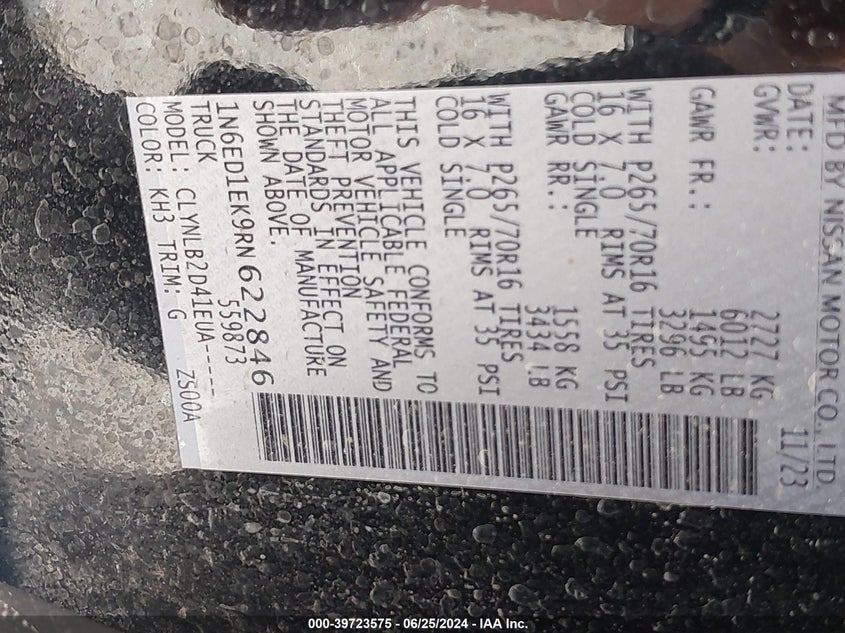 MFD BY NISSAN MOTOR CO., LTD.
DATE: 11/23
GVWR: 2727 KG
6012 LB
GAWR FR.: 1495 KG
3296 LB
WITH P265/70R16 TIRES
16 X 7.0 RIMS AT 35 PSI
COLD SINGLE
GAWR RR.: 1558 KG
3434 LB
WITH P265/70R16 TIRES
16 X 7.0 RIMS AT 35 PSI
COLD SINGLE
THIS VEHICLE CONFORMS TO
ALL APPLICABLE FEDERAL
MOTOR VEHICLE SAFETY AND
THEFT PREVENTION
STANDARDS IN EFFECT ON
THE DATE OF MANUFACTURE
SHOWN ABOVE.
1N6ED1EK9RN622846
TRUCK 559873
MODEL: CLYNLB2D41EUA-----
COLOR: KH3 TRIM: G Z500A
000-39723575 - 06/25/2024 - IAA Inc.